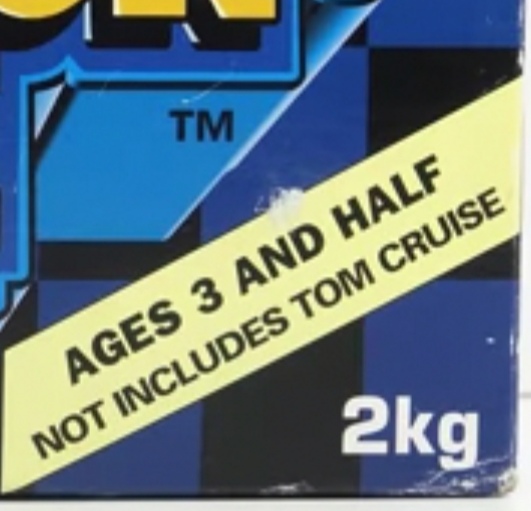 TM
AGES 3 AND HALF
NOT INCLUDES TOM CRUISE
2kg